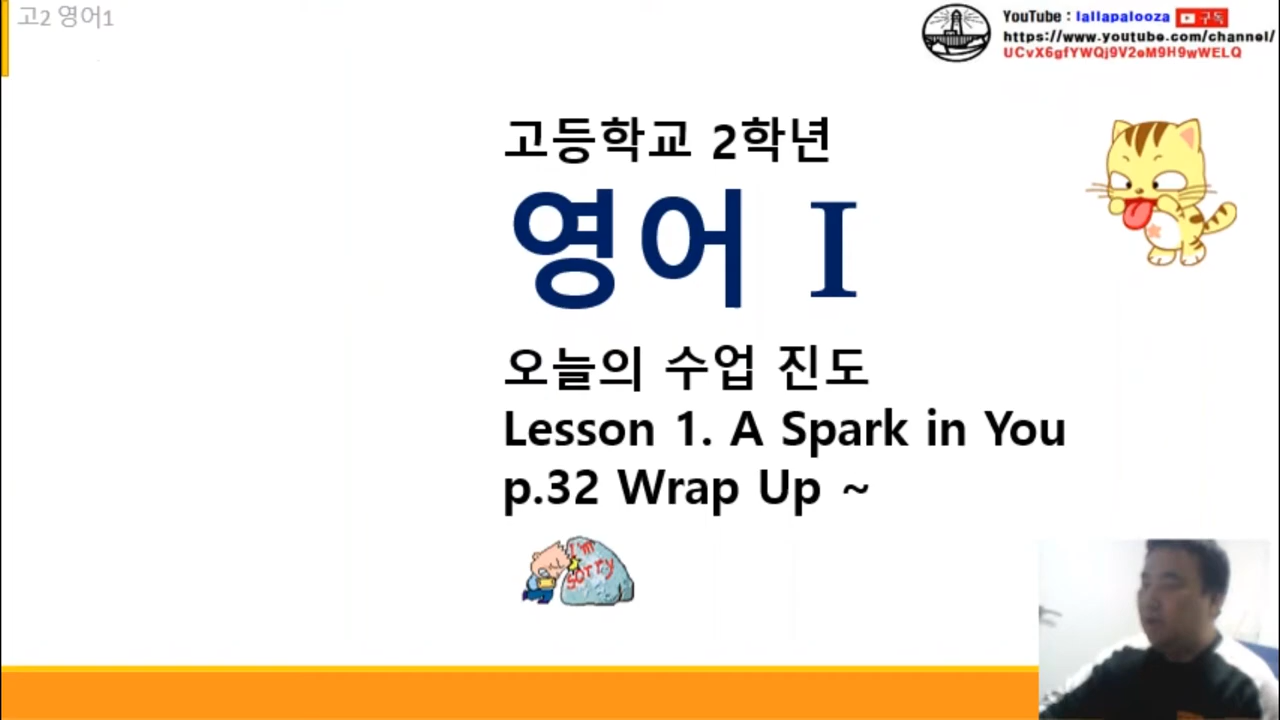 고2 영어1
YouTube : lallapalooza 구독
https://www.youtube.com/channel/
UCvX6gfYWQj9V2eM9H9wWELQ
고등학교 2학년
영어 I
오늘의 수업 진도
Lesson 1. A Spark in You
p.32 Wrap Up ~
I'm
sorry